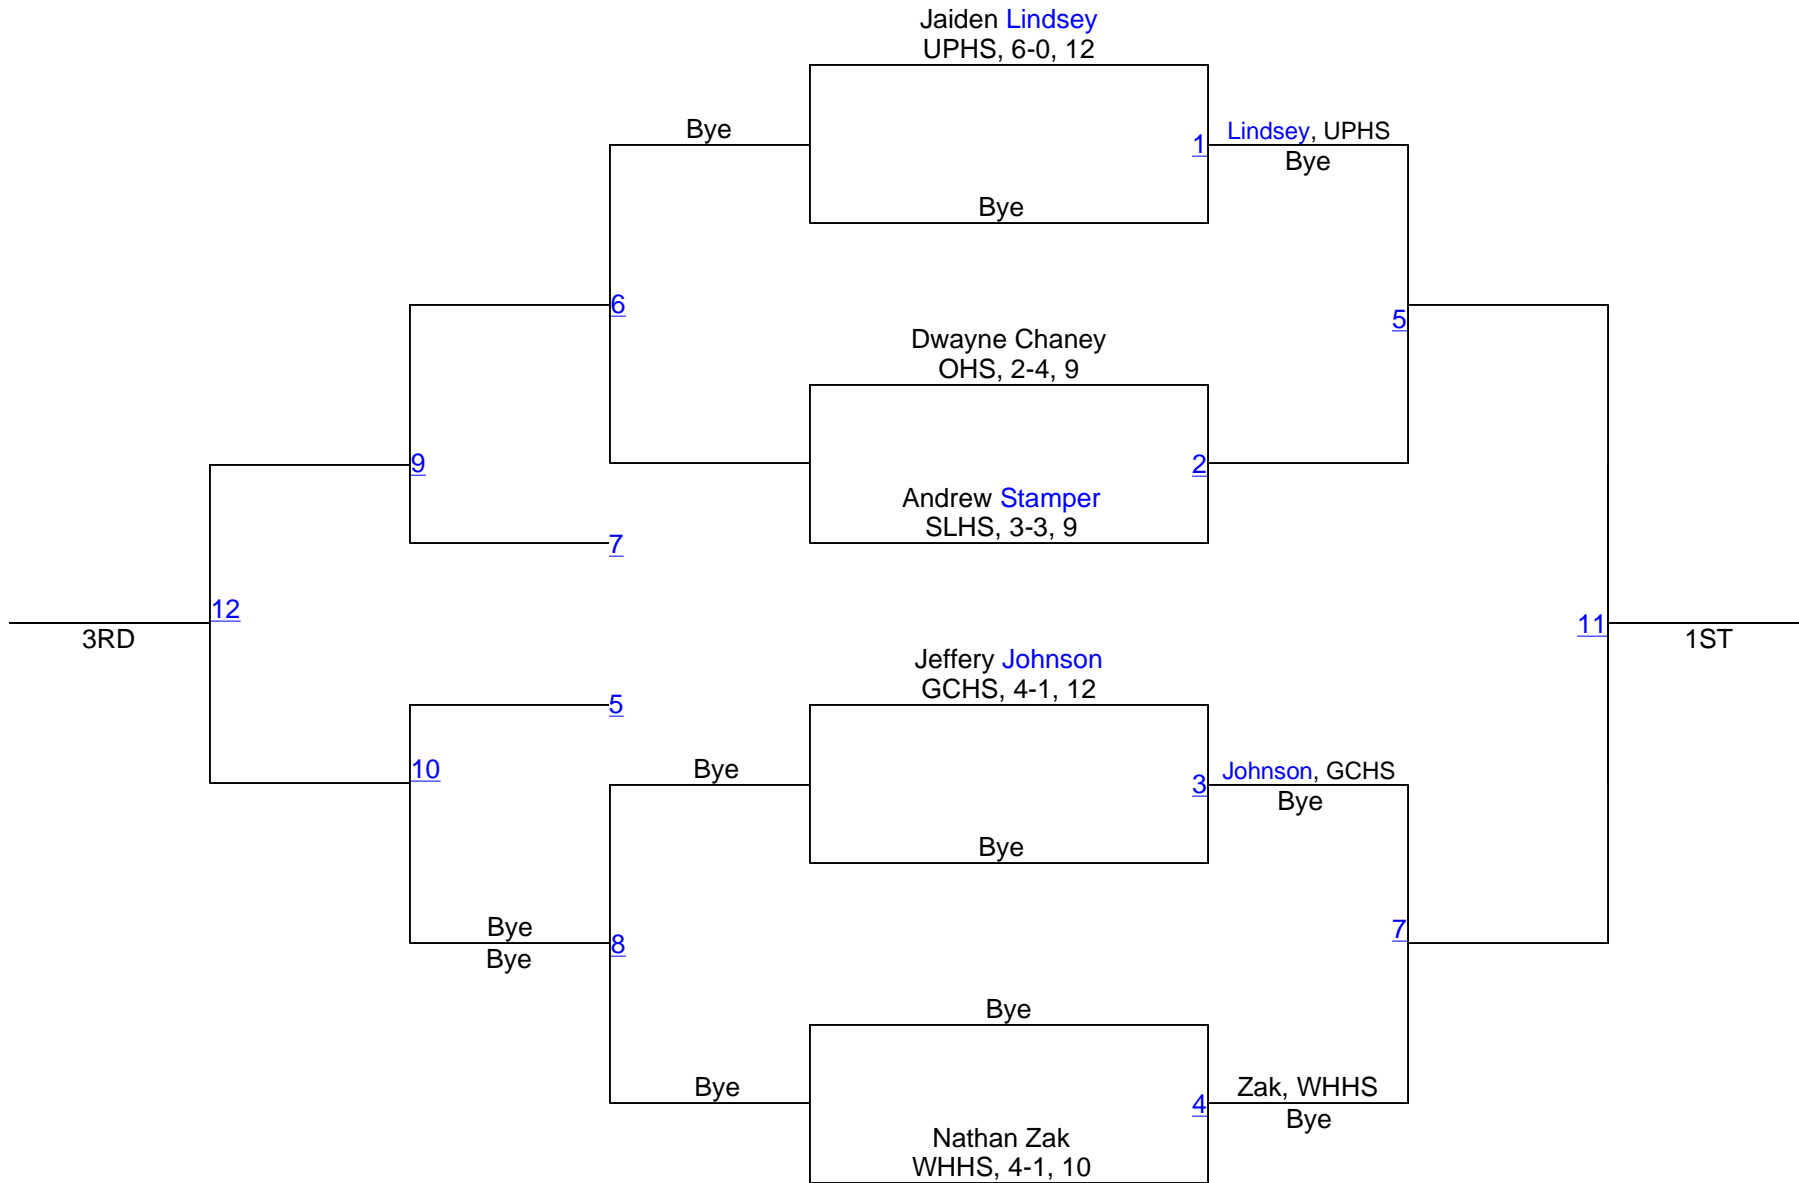 Jaiden Lindsey
UPHS, 6-0, 12
Bye
1
Lindsey, UPHS
Bye
Bye
6
5
Dwayne Chaney
OHS, 2-4, 9
9
2
Andrew Stamper
SLHS, 3-3, 9
7
12
3RD
11
1ST
Jeffery Johnson
GCHS, 4-1, 12
5
10
Bye
3
Johnson, GCHS
Bye
Bye
Bye
Bye
8
7
Bye
Bye
4
Zak, WHHS
Bye
Nathan Zak
WHHS, 4-1, 10